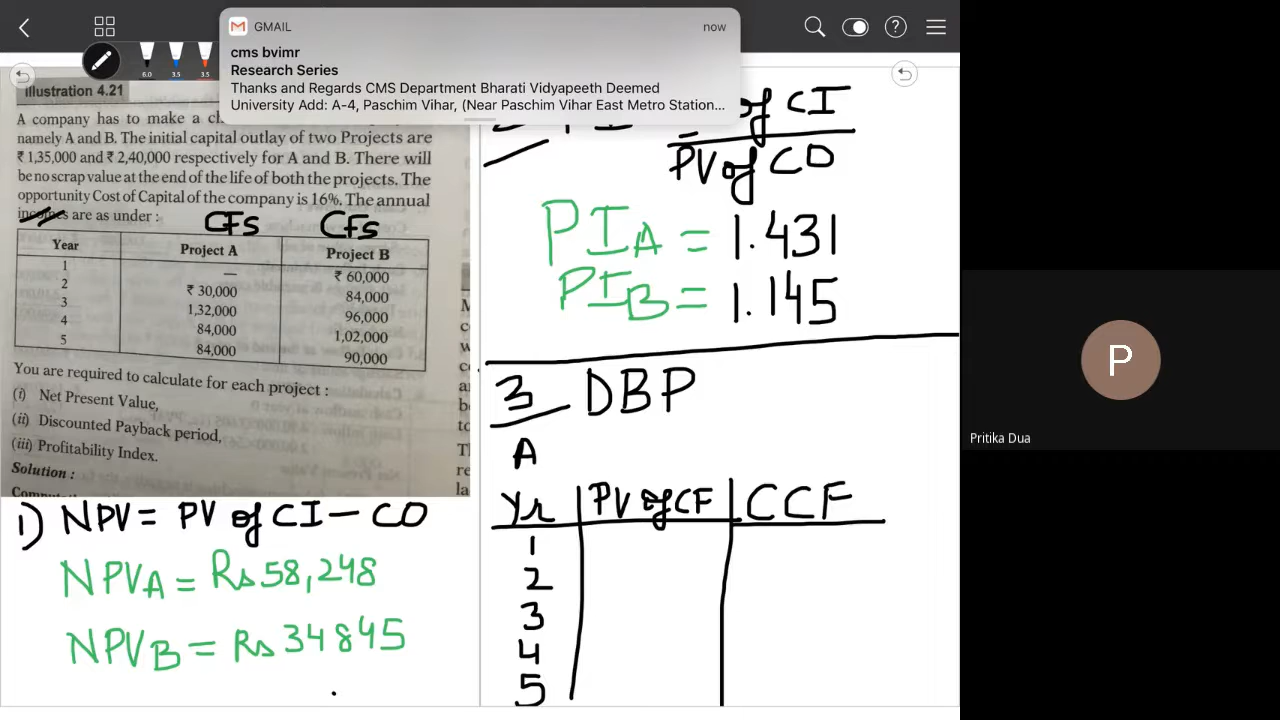 GMAIL
now
cms bvimr
Research Series
Thanks and Regards CMS Department Bharati Vidyapeeth Deemed
University Add: A-4, Paschim Vihar, (Near Paschim Vihar East Metro Station...
6.0 3.5 3.5
Illustration 4.21
A company has to make a
namely A and B. The initial capital outlay of two Projects are
₹ 1,35,000 and ₹ 2,40,000 respectively for A and B. There will
be no scrap value at the end of the life of both the projects. The
opportunity Cost of Capital of the company is 16%. The annual
incomes are as under :
CFs CFs
Year Project A Project B
1 — ₹ 60,000
2 ₹ 30,000 84,000
3 1,32,000 96,000
4 84,000 1,02,000
5 84,000 90,000
You are required to calculate for each project :
(i) Net Present Value,
(ii) Discounted Payback period,
(iii) Profitability Index.
Solution :
1) NPV = PV of CI — CO
NPVA = Rs 58,248
NPVB = Rs 34845
of CI
PV of CO
PIA = 1.431
PIB = 1.145
3 DBP
A
Yr PV of CF CCF
1
2
3
4
5
P
Pritika Dua